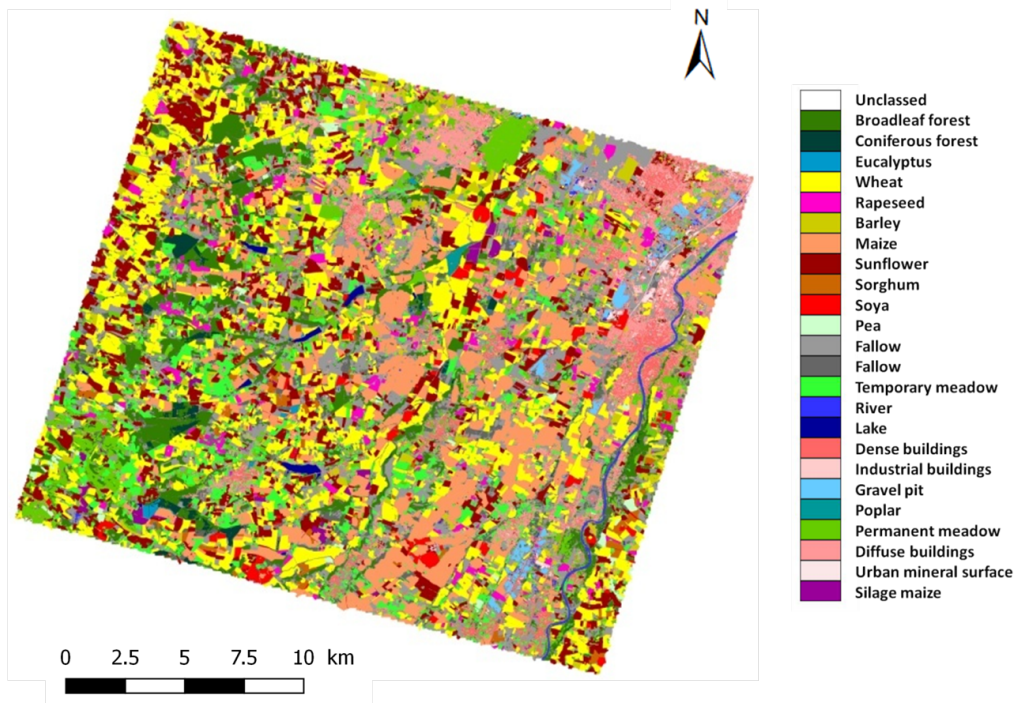 N
Unclassed
Broadleaf forest
Coniferous forest
Eucalyptus
Wheat
Rapeseed
Barley
Maize
Sunflower
Sorghum
Soya
Pea
Fallow
Fallow
Temporary meadow
River
Lake
Dense buildings
Industrial buildings
Gravel pit
Poplar
Permanent meadow
Diffuse buildings
Urban mineral surface
Silage maize
0 2.5 5 7.5 10 km